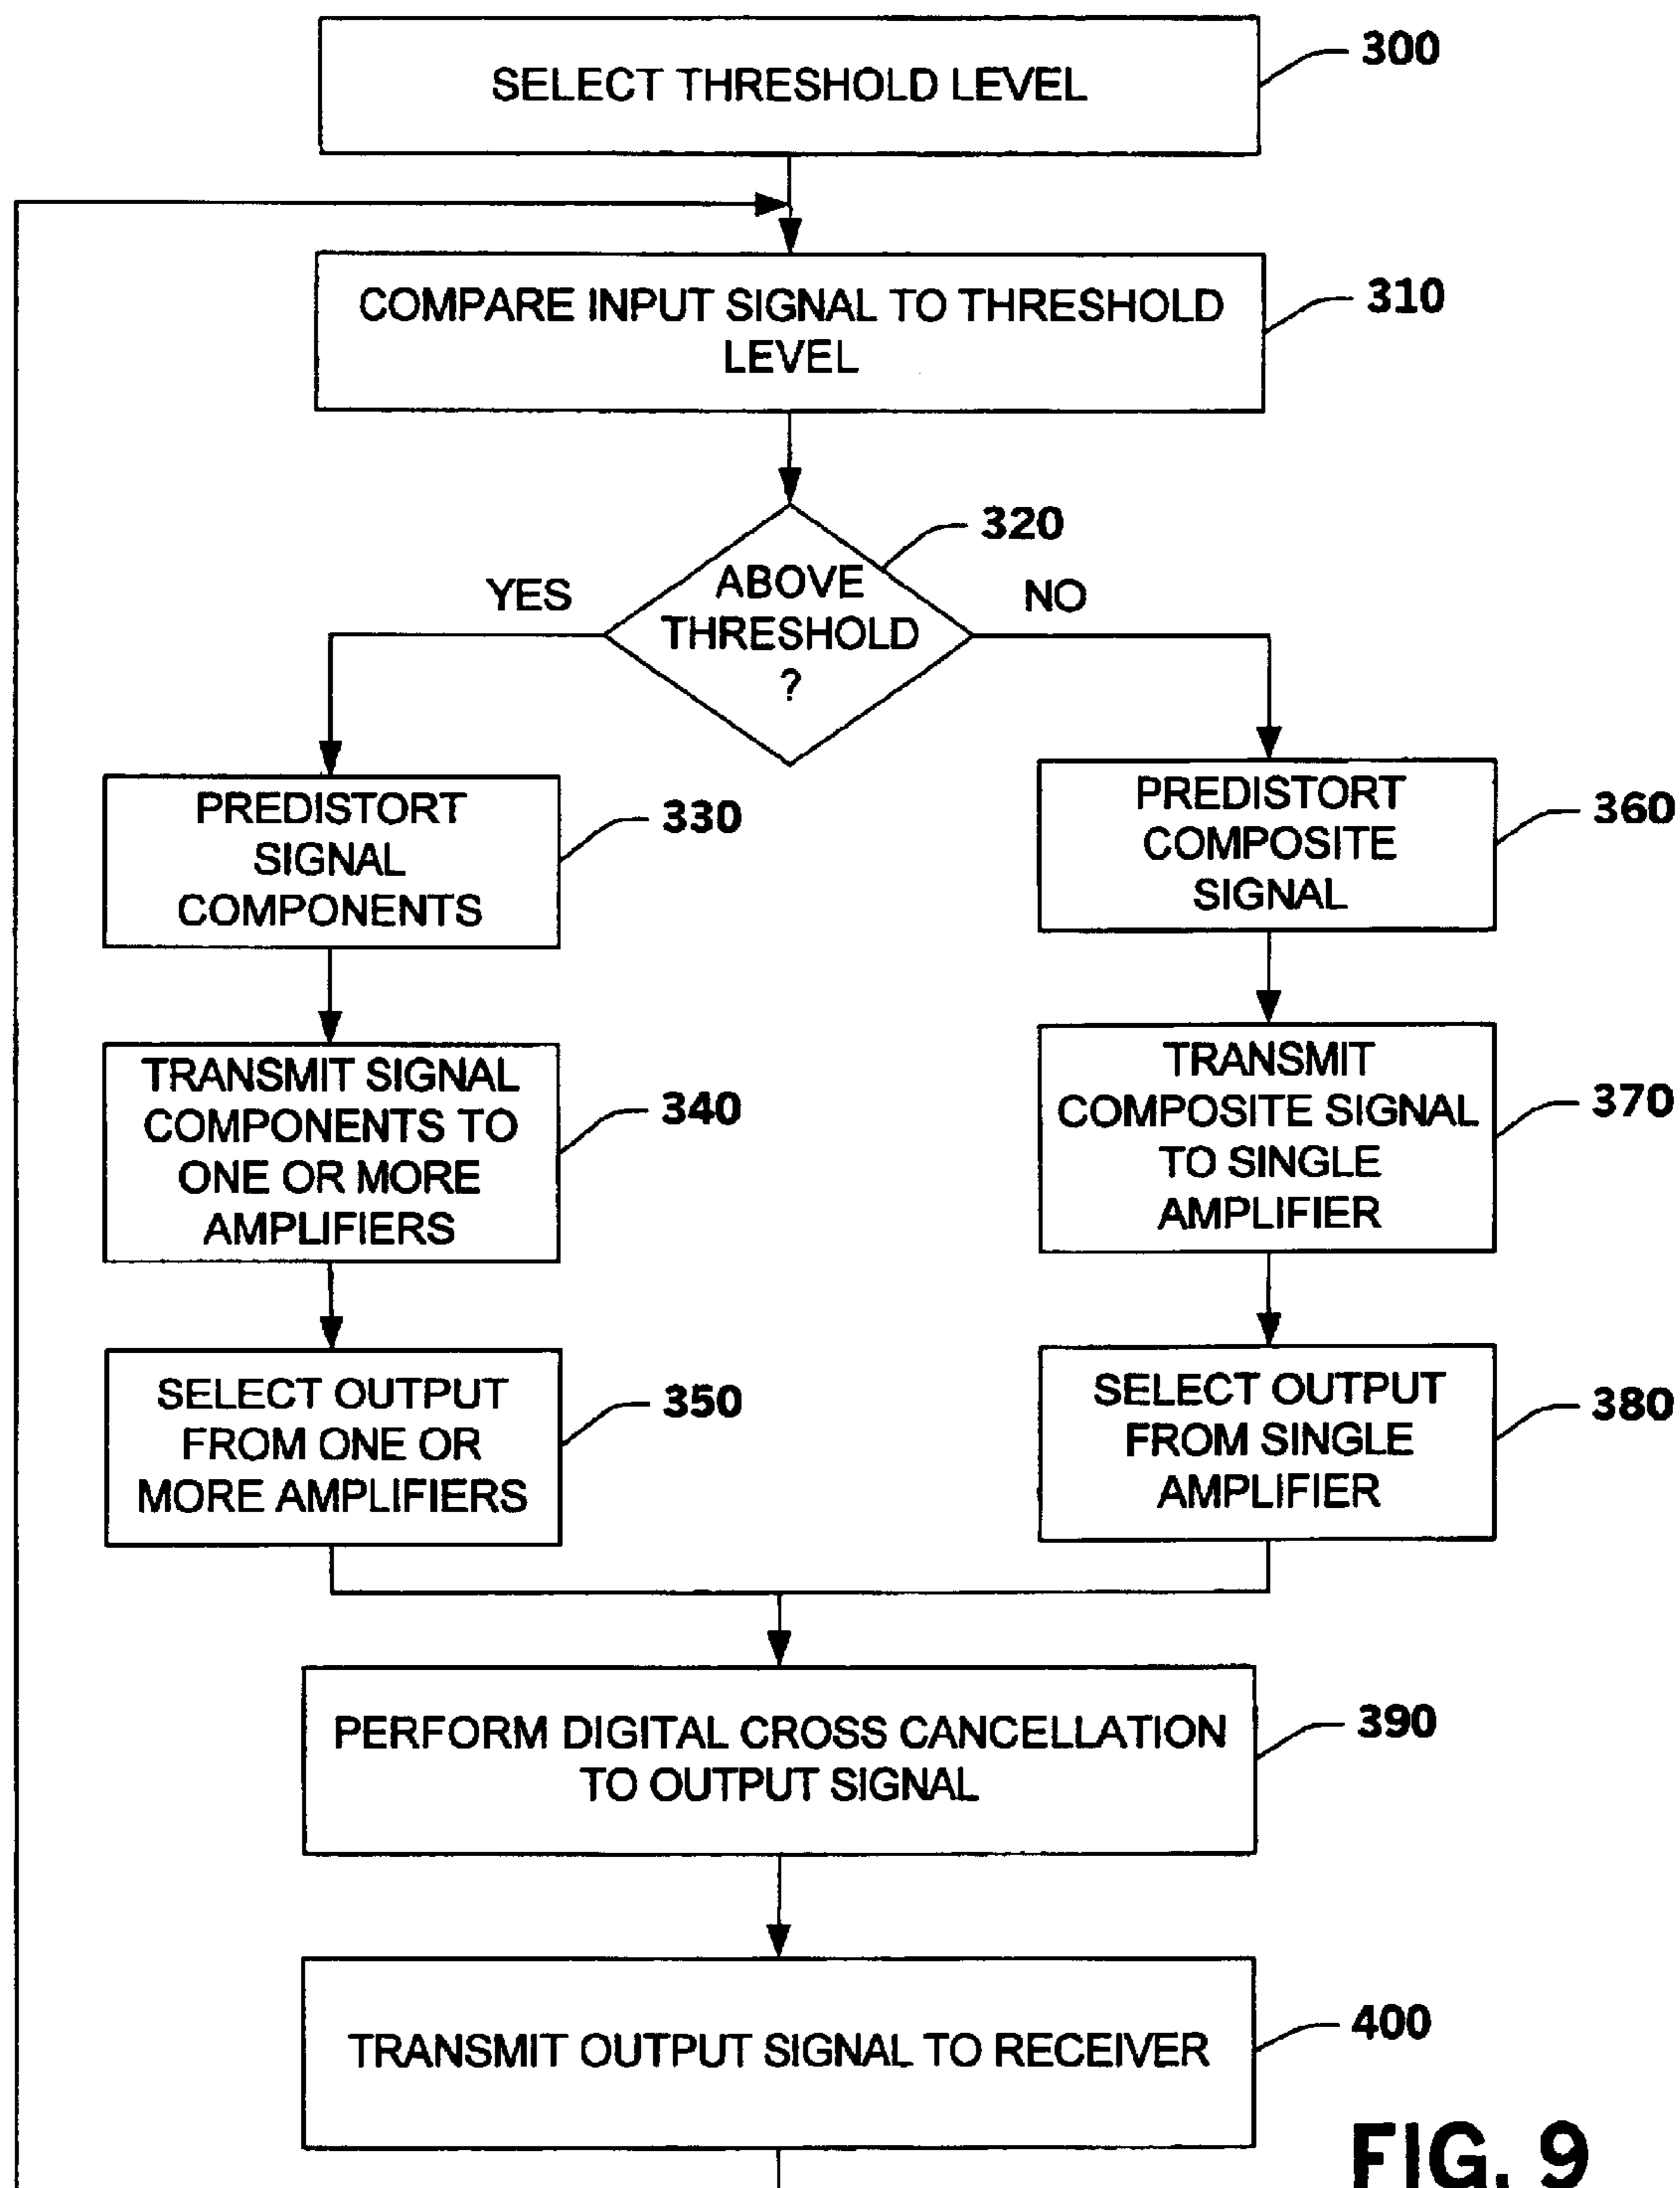 SELECT THRESHOLD LEVEL
300
COMPARE INPUT SIGNAL TO THRESHOLD
LEVEL
310
320
ABOVE
THRESHOLD
?
YES
NO
PREDISTORT
SIGNAL
COMPONENTS
330
PREDISTORT
COMPOSITE
SIGNAL
360
TRANSMIT SIGNAL
COMPONENTS TO
ONE OR MORE
AMPLIFIERS
340
TRANSMIT
COMPOSITE SIGNAL
TO SINGLE
AMPLIFIER
370
SELECT OUTPUT
FROM ONE OR
MORE AMPLIFIERS
350
SELECT OUTPUT
FROM SINGLE
AMPLIFIER
380
PERFORM DIGITAL CROSS CANCELLATION
TO OUTPUT SIGNAL
390
TRANSMIT OUTPUT SIGNAL TO RECEIVER
400
FIG. 9